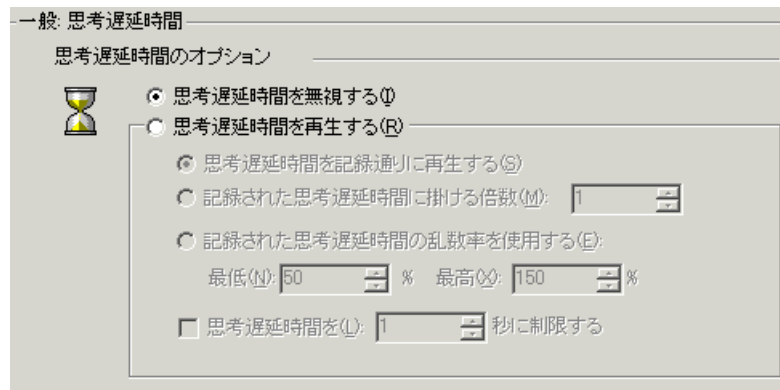 一般: 思考遅延時間
思考遅延時間のオプション
思考遅延時間を無視する(I)
思考遅延時間を再生する(R)
思考遅延時間を記録通りに再生する(S)
記録された思考遅延時間に掛ける倍数(M): 1
記録された思考遅延時間の乱数率を使用する(E):
最低(N): 50 % 最高(X): 150 %
思考遅延時間を(L): 1 秒に制限する